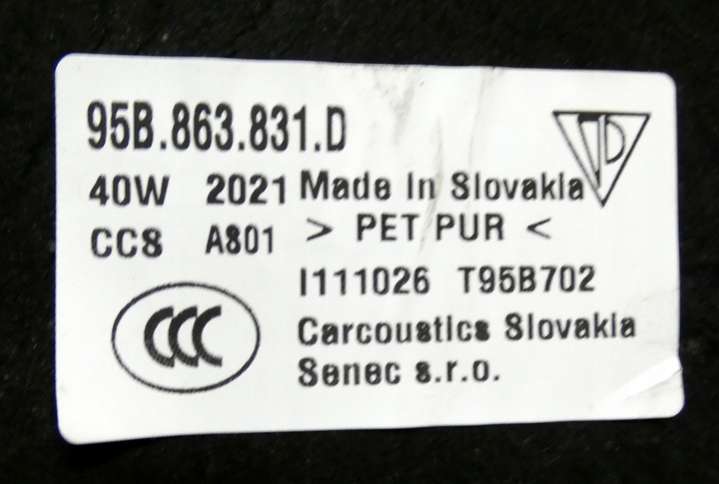 95B.863.831.D
40W 2021 Made In Slovakia
CC8 A801 > PET PUR <
I111026 T95B702
CCC
Carcoustics Slovakia
Senec s.r.o.